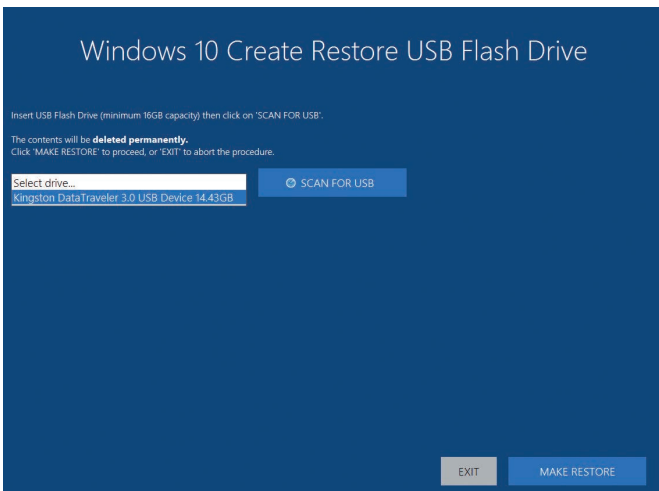 Windows 10 Create Restore USB Flash Drive
Insert USB Flash Drive (minimum 16GB capacity) then click on 'SCAN FOR USB'.
The contents will be deleted permanently.
Click 'MAKE RESTORE' to proceed, or 'EXIT' to abort the procedure.
Select drive...
SCAN FOR USB
Kingston DataTraveler 3.0 USB Device 14.43GB
EXIT
MAKE RESTORE